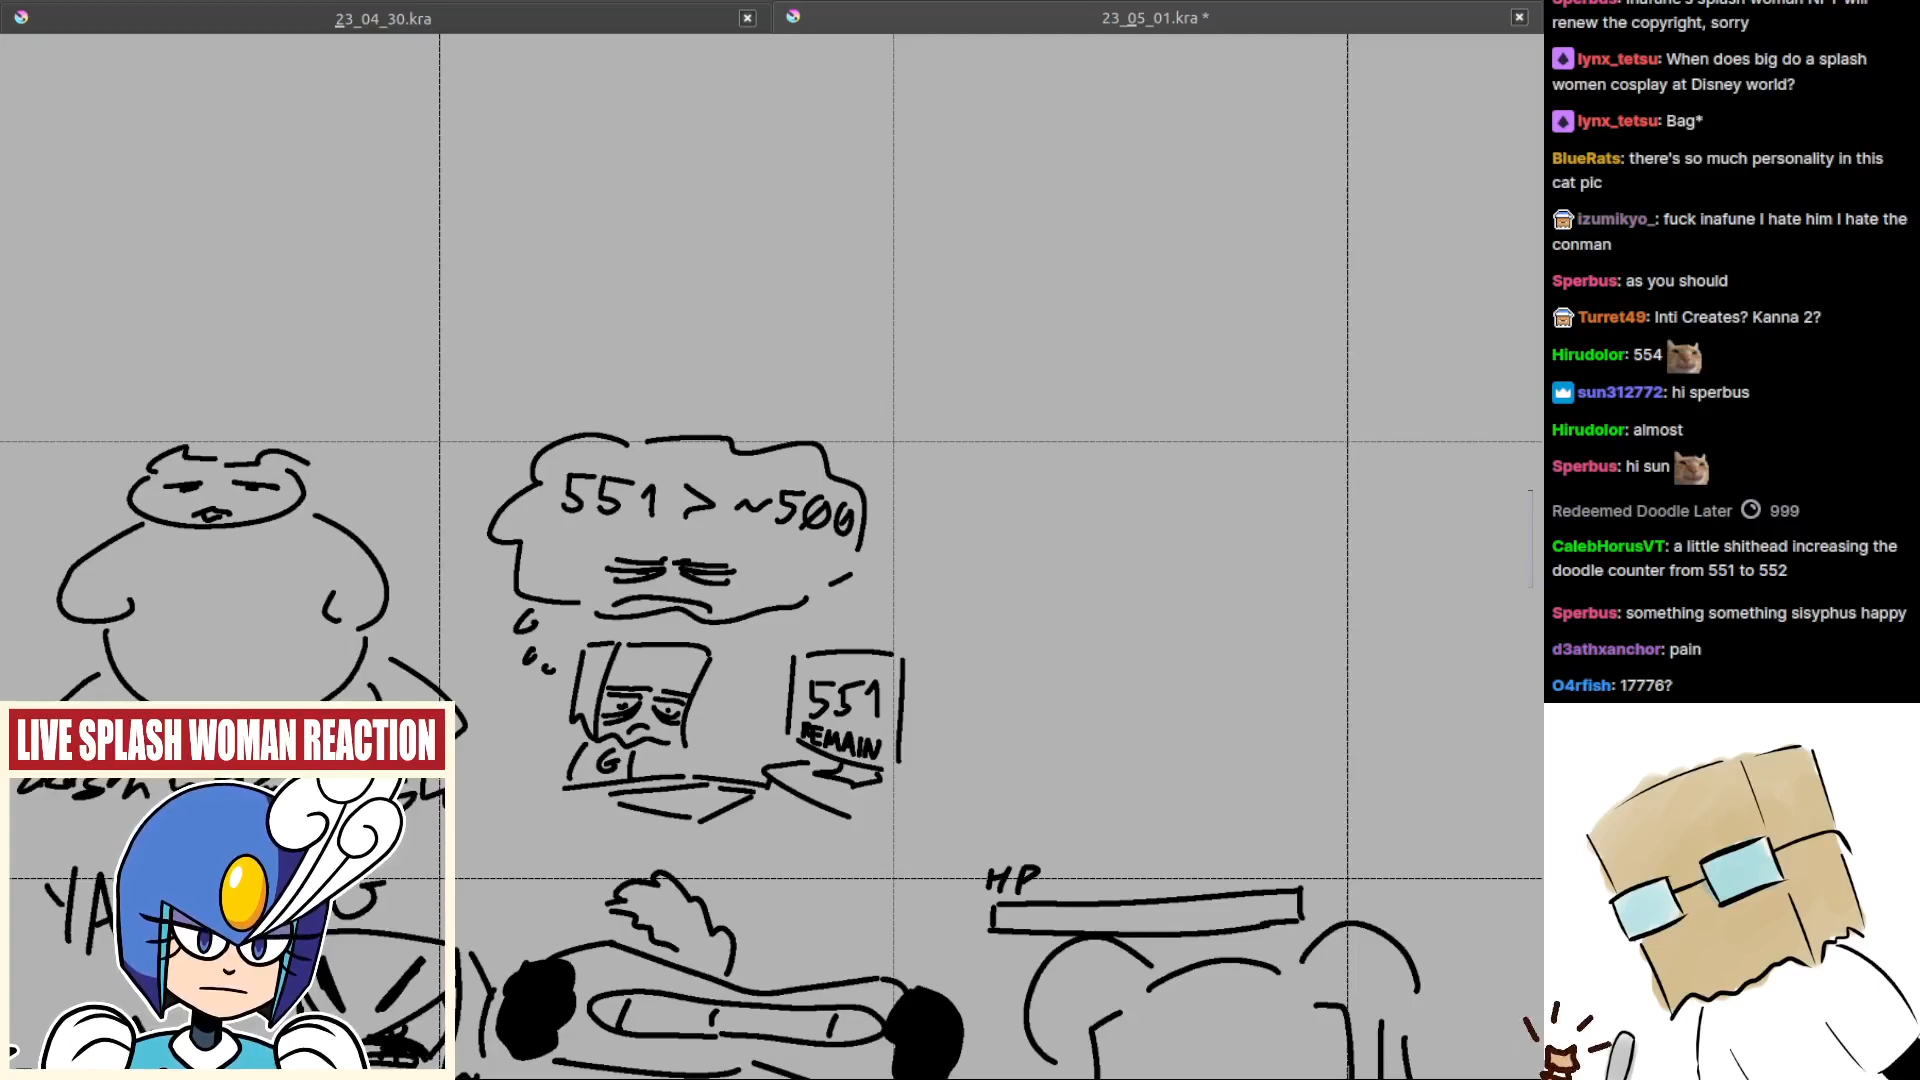 23_04_30.kra
23_05_01.kra *
renew the copyright, sorry
lynx_tetsu: When does big do a splash
women cosplay at Disney world?
lynx_tetsu: Bag*
BlueRats: there's so much personality in this
cat pic
izumikyo_: fuck inafune I hate him I hate the
conman
Sperbus: as you should
Turret49: Inti Creates? Kanna 2?
Hirudolor: 554
sun312772: hi sperbus
Hirudolor: almost
Sperbus: hi sun
Redeemed Doodle Later 999
CalebHorusVT: a little shithead increasing the
doodle counter from 551 to 552
Sperbus: something something sisyphus happy
d3athxanchor: pain
O4rfish: 17776?
551 > ~500
551
REMAIN
G
LIVE SPLASH WOMAN REACTION
HP